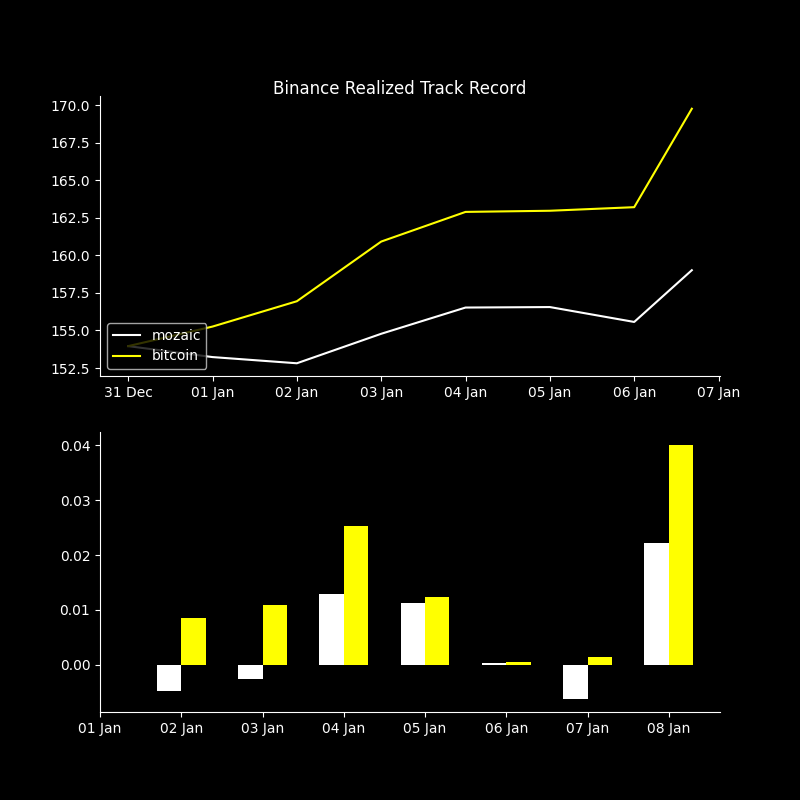 Binance Realized Track Record
170.0
167.5
165.0
162.5
160.0
157.5
155.0
152.5
mozaic
bitcoin
31 Dec 01 Jan 02 Jan 03 Jan 04 Jan 05 Jan 06 Jan 07 Jan
0.04
0.03
0.02
0.01
0.00
01 Jan 02 Jan 03 Jan 04 Jan 05 Jan 06 Jan 07 Jan 08 Jan